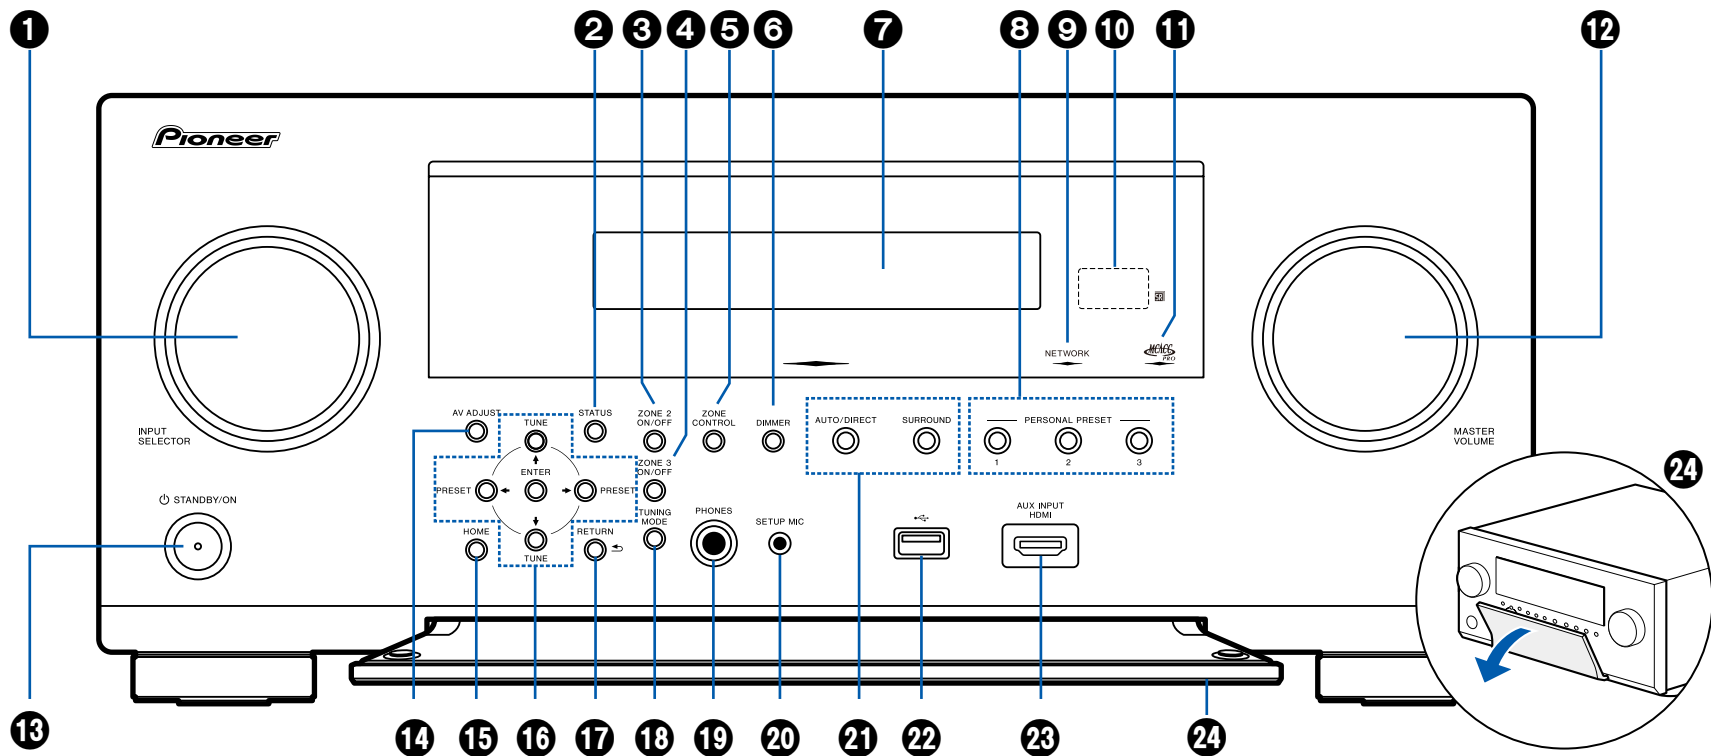 1 2 3 4 5 6 7 8 9 10 11 12
Pioneer
NETWORK
MCACC
PRO
INPUT
SELECTOR
AV ADJUST
TUNE
STATUS
ZONE 2
ON/OFF
ZONE
CONTROL
DIMMER
AUTO/DIRECT
SURROUND
PERSONAL PRESET
1 2 3
MASTER
VOLUME
24
PRESET
ENTER
PRESET
ZONE 3
ON/OFF
STANDBY/ON
HOME
TUNE
RETURN
TUNING
MODE
PHONES
SETUP MIC
AUX INPUT
HDMI
13 14 15 16 17 18 19 20 21 22 23 24